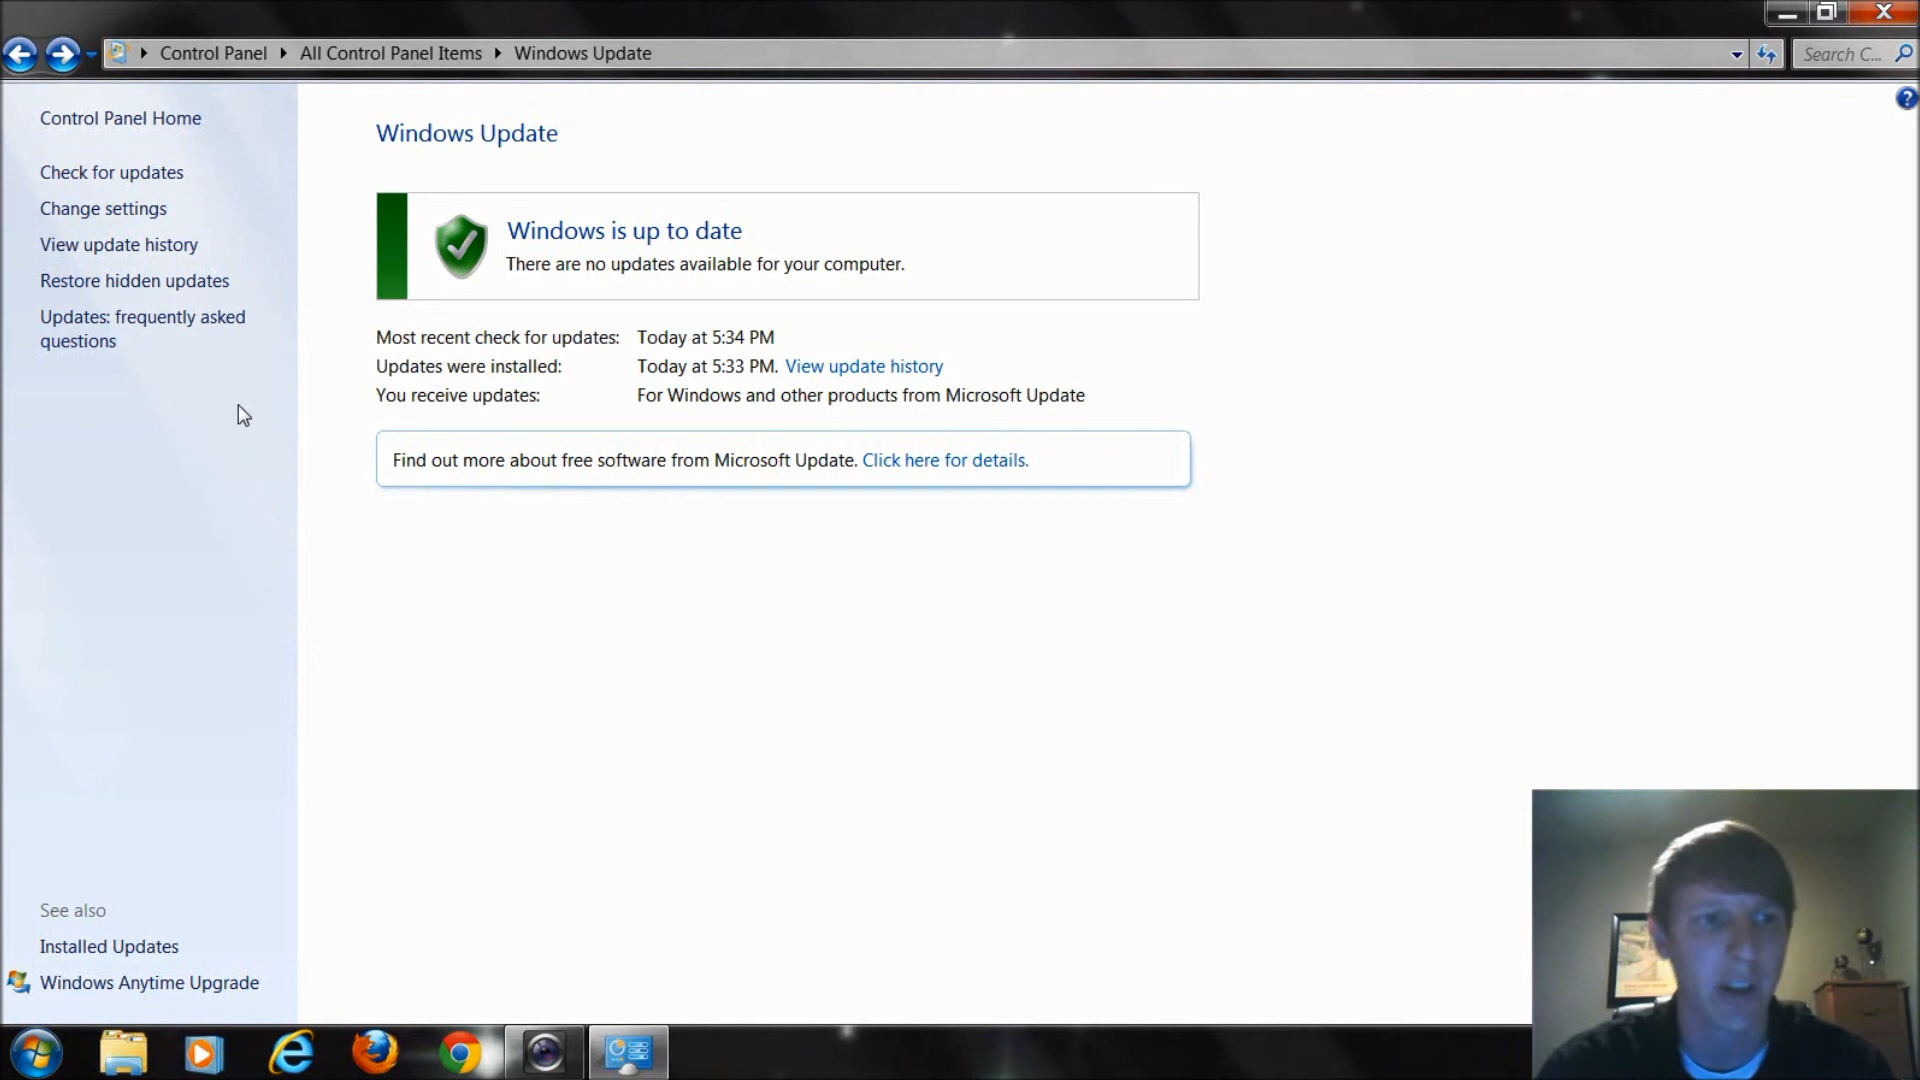 Control Panel ▸ All Control Panel Items ▸ Windows Update
Search C...
Control Panel Home
Check for updates
Change settings
View update history
Restore hidden updates
Updates: frequently asked
questions
Windows Update
Windows is up to date
There are no updates available for your computer.
Most recent check for updates: Today at 5:34 PM
Updates were installed: Today at 5:33 PM. View update history
You receive updates: For Windows and other products from Microsoft Update
Find out more about free software from Microsoft Update. Click here for details.
See also
Installed Updates
Windows Anytime Upgrade